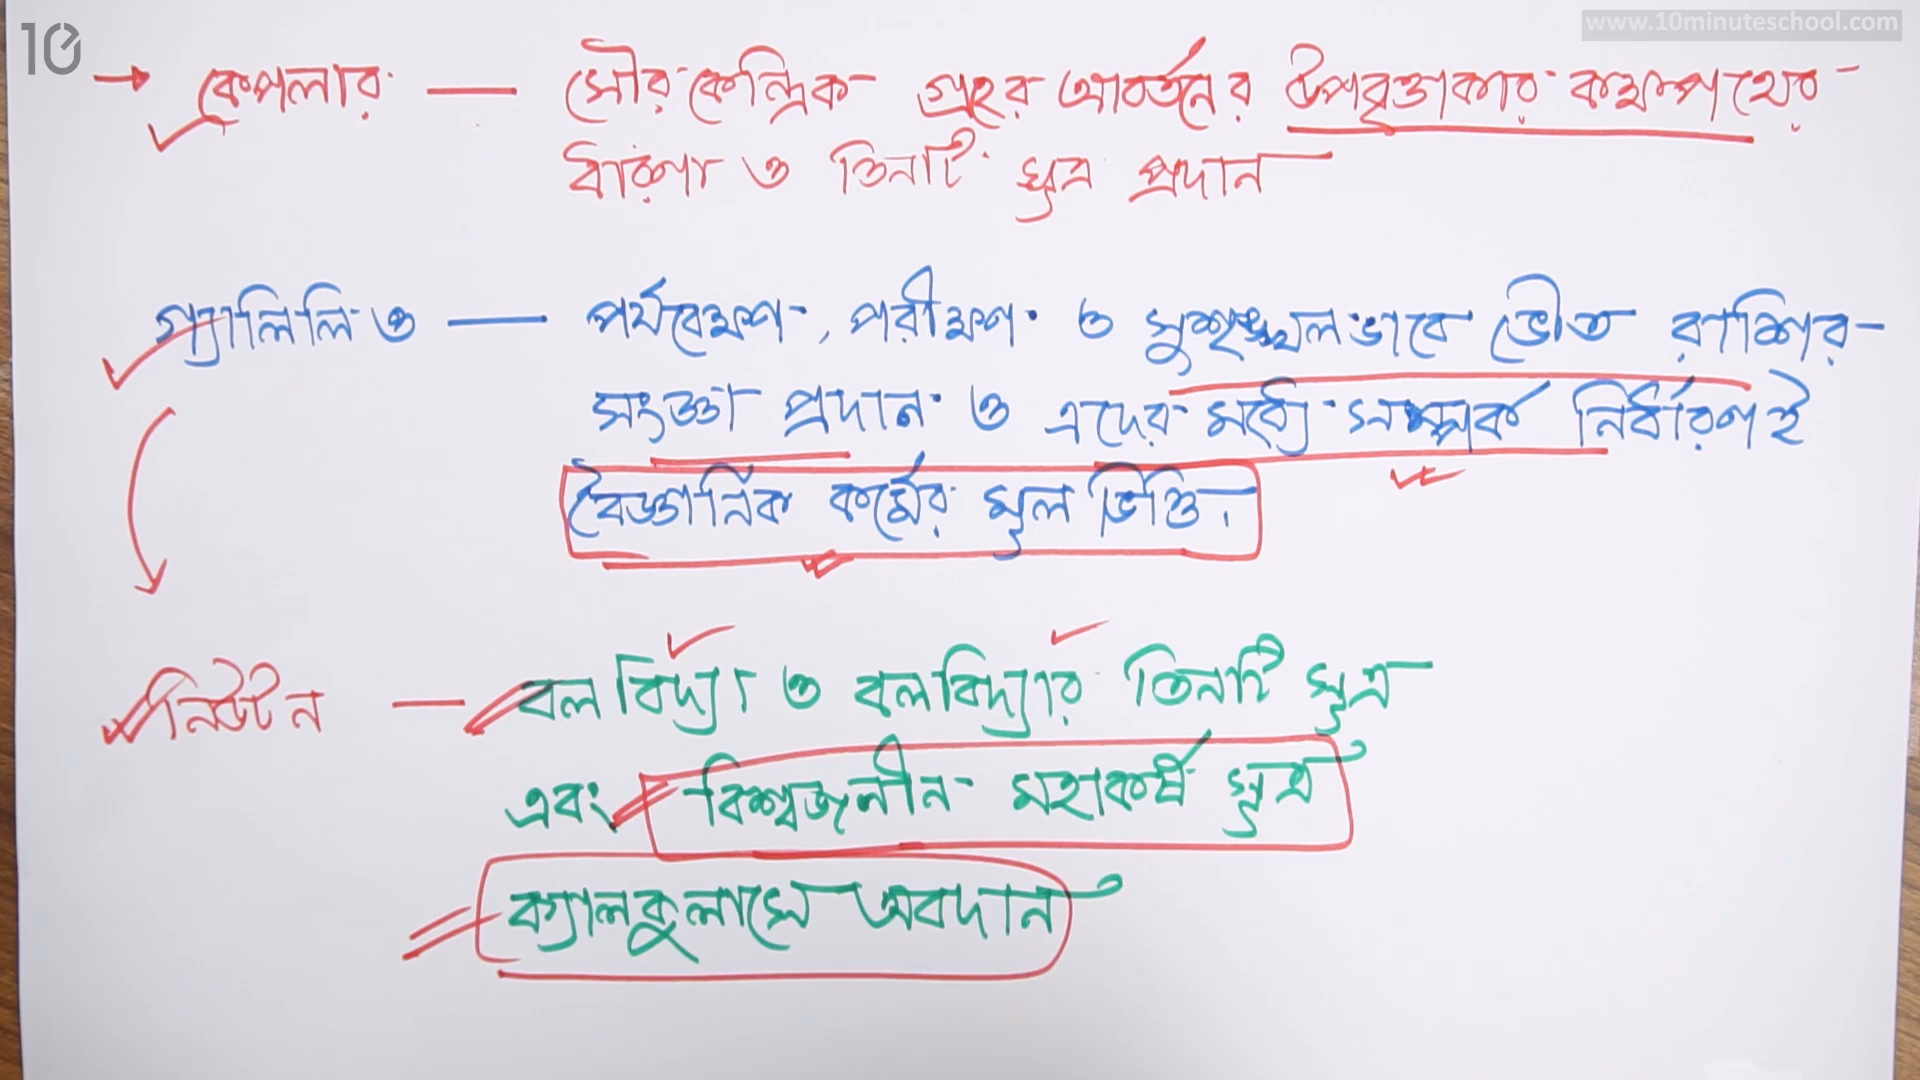 10
www.10minuteschool.com
→ কেপলার — সৌরকেন্দ্রিক গ্রহের আবর্তনের উপবৃত্তাকার কক্ষপথের
ধারণা ও তিনটি সূত্র প্রদান
গ্যালিলিও — পর্যবেক্ষণ, পরীক্ষণ ও সুশৃঙ্খলভাবে ভৌত রাশির
সংজ্ঞা প্রদান ও এদের মধ্যে সম্পর্ক নির্ধারণই
বৈজ্ঞানিক কর্মের মূল ভিত্তি।
নিউটন — বলবিদ্যা ও বলবিদ্যার তিনটি সূত্র
এবং বিশ্বজনীন মহাকর্ষ সূত্র
ক্যালকুলাসে অবদান